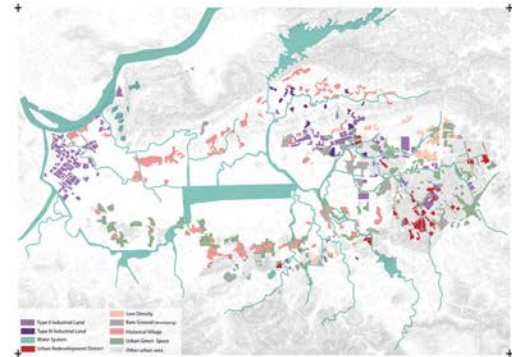 Type II Industrial Land
Type III Industrial Land
Water System
Urban Redevelopment District
Low Density
Bare Ground (developing)
Historical Village
Urban Green Space
Other urban area